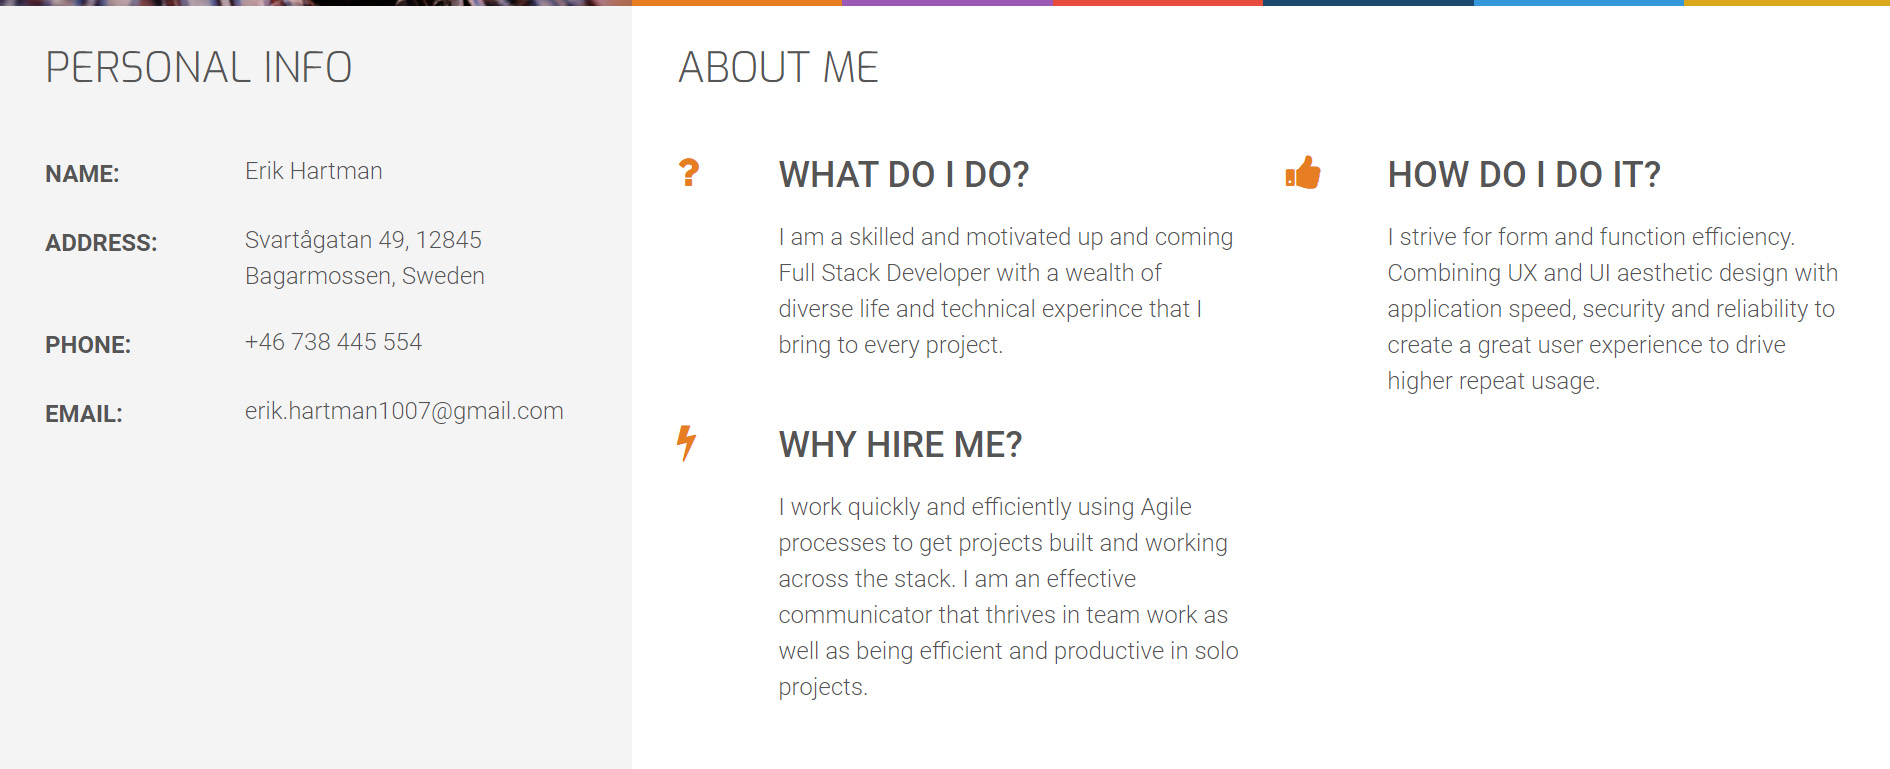 PERSONAL INFO
NAME:
Erik Hartman
ADDRESS:
Svartågatan 49, 12845
Bagarmossen, Sweden
PHONE:
+46 738 445 554
EMAIL:
erik.hartman1007@gmail.com
ABOUT ME
WHAT DO I DO?
I am a skilled and motivated up and coming
Full Stack Developer with a wealth of
diverse life and technical experince that I
bring to every project.
HOW DO I DO IT?
I strive for form and function efficiency.
Combining UX and UI aesthetic design with
application speed, security and reliability to
create a great user experience to drive
higher repeat usage.
WHY HIRE ME?
I work quickly and efficiently using Agile
processes to get projects built and working
across the stack. I am an effective
communicator that thrives in team work as
well as being efficient and productive in solo
projects.